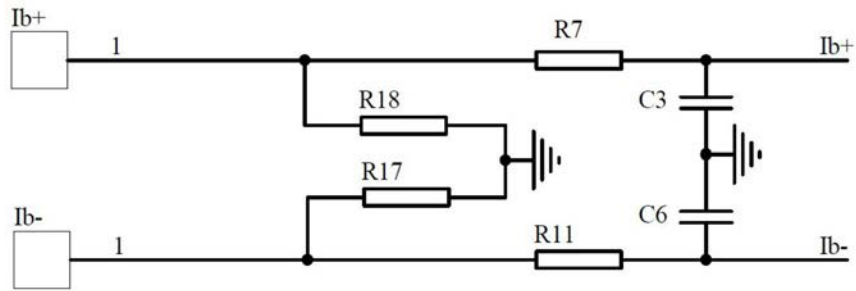 Ib+
1
R7
Ib+
R18
C3
R17
Ib-
1
R11
C6
Ib-